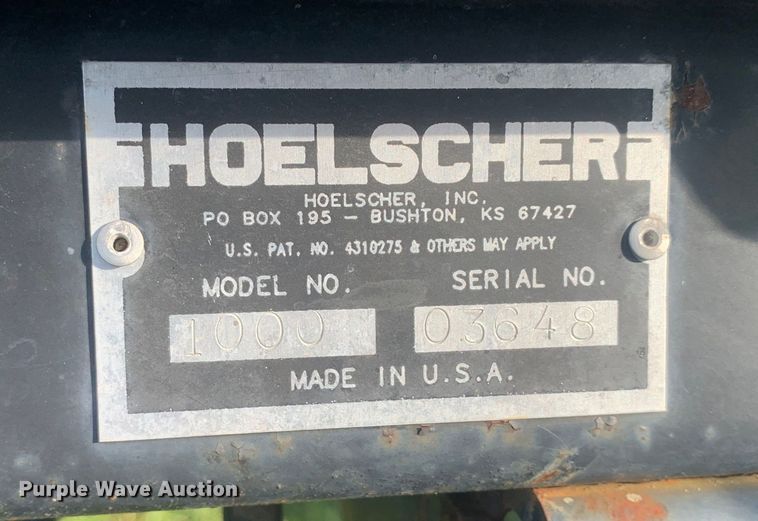 HOELSCHER
HOELSCHER, INC.
PO BOX 195 – BUSHTON, KS 67427
U.S. PAT. NO. 4310275 & OTHERS MAY APPLY
MODEL NO. SERIAL NO.
1000 03648
MADE IN U.S.A.
Purple Wave Auction